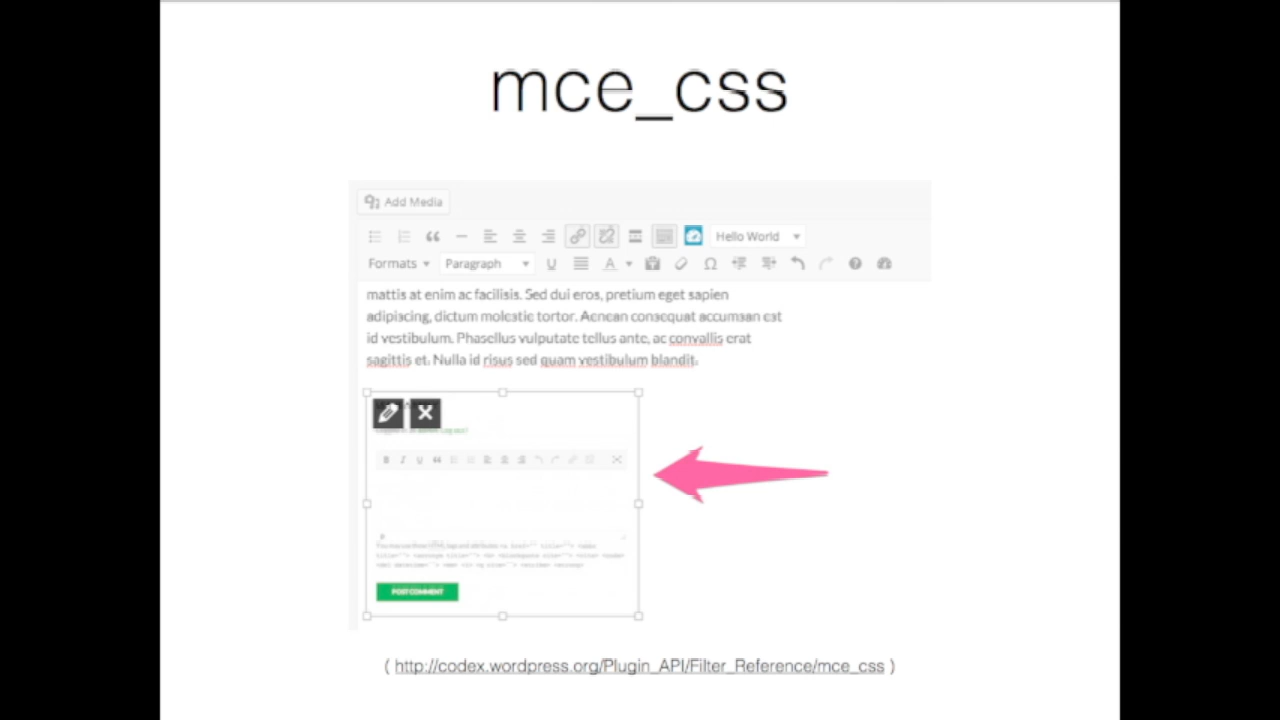 mce_css
Add Media
Hello World
Formats Paragraph U A Ω
mattis at enim ac facilisis. Sed dui eros, pretium eget sapien
adipiscing, dictum molestie tortor. Aenean consequat accumsan est
id vestibulum. Phasellus vulputate tellus ante, ac convallis erat
sagittis et. Nulla id risus sed quam vestibulum blandit.
B I U
POST COMMENT
( http://codex.wordpress.org/Plugin_API/Filter_Reference/mce_css )